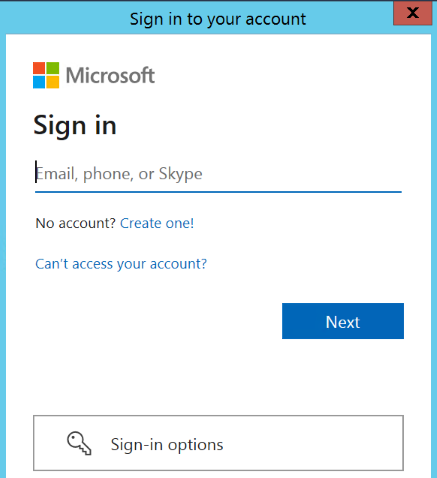 Sign in to your account
x
Microsoft
Sign in
Email, phone, or Skype
No account? Create one!
Can't access your account?
Next
Sign-in options